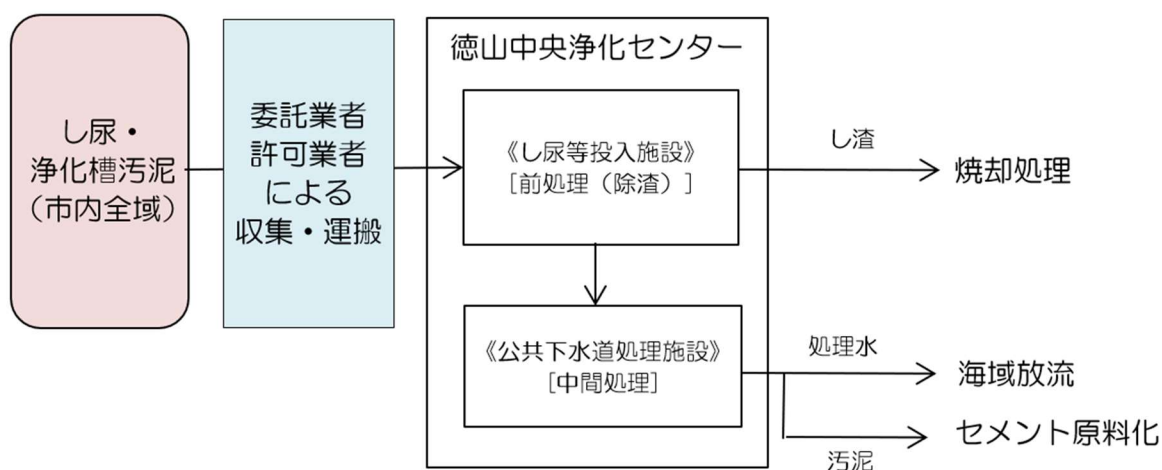 し尿・
浄化槽汚泥
（市内全域）
委託業者
許可業者
による
収集・運搬
徳山中央浄化センター
《し尿等投入施設》
[前処理（除渣）]
し渣
焼却処理
《公共下水道処理施設》
[中間処理]
処理水
海域放流
セメント原料化
汚泥